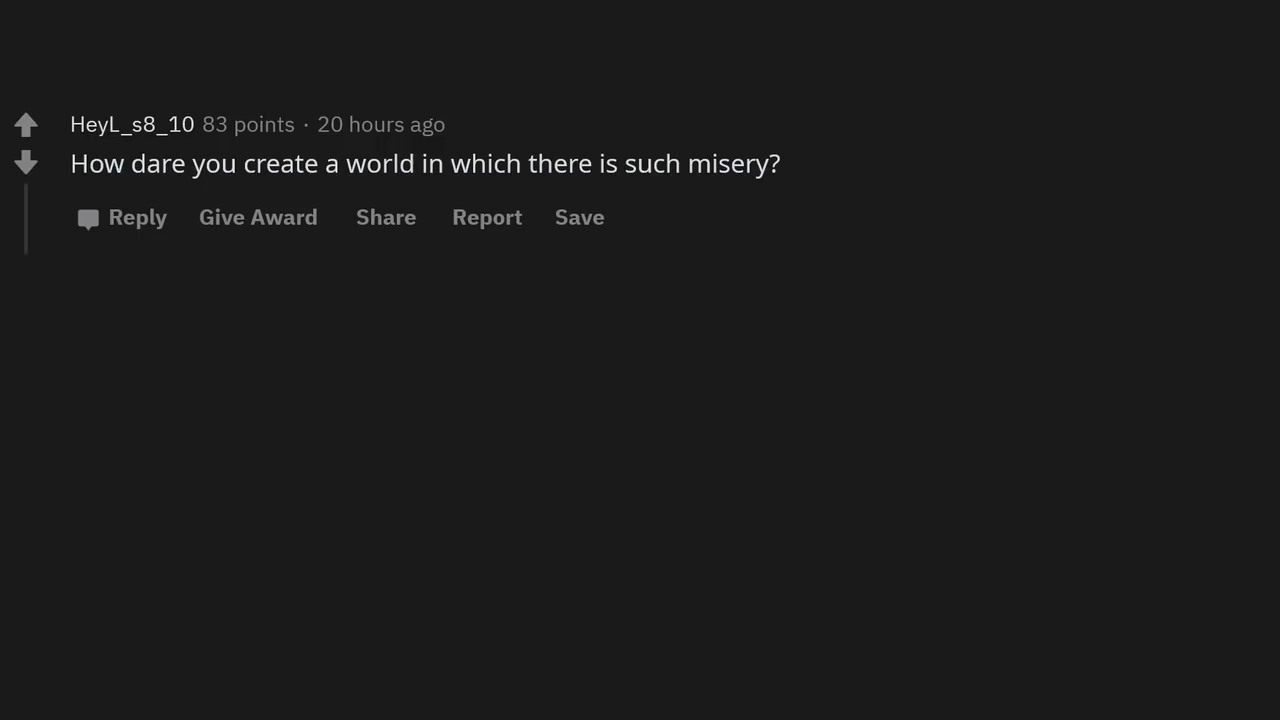 HeyL_s8_10 83 points · 20 hours ago
How dare you create a world in which there is such misery?
Reply Give Award Share Report Save